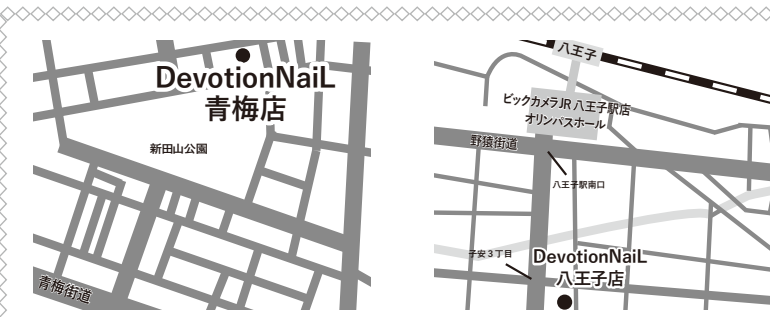 DevotionNaiL
青梅店
新田山公園
青梅街道
八王子
ビックカメラJR 八王子駅店
オリンパスホール
野猿街道
八王子駅南口
子安3丁目
DevotionNaiL
八王子店